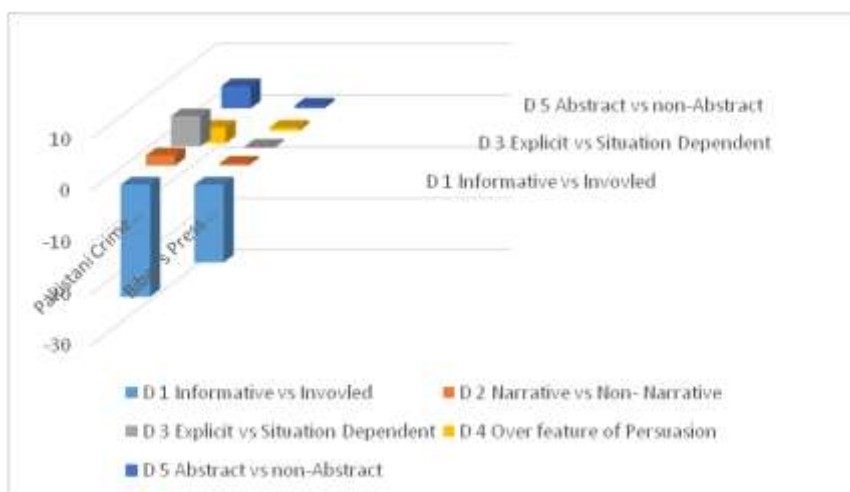 10
0
-10
-30
D 5 Abstract vs non-Abstract
D 3 Explicit vs Situation Dependent
D 1 Informative vs Invovled
Pakistani Crime...
Press...
D 1 Informative vs Invovled
D 2 Narrative vs Non- Narrative
D 3 Explicit vs Situation Dependent
D 4 Over feature of Persuasion
D 5 Abstract vs non-Abstract